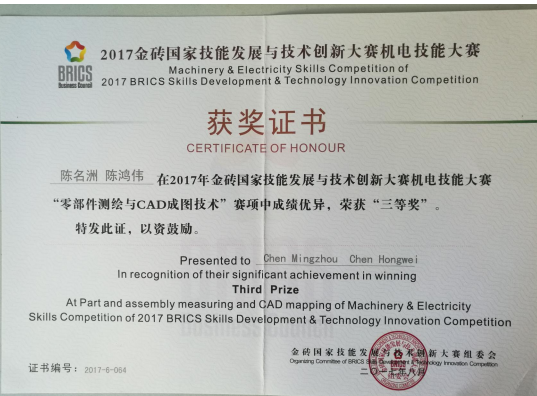 BRICS
Business Council
2017金砖国家技能发展与技术创新大赛机电技能大赛
Machinery & Electricity Skills Competition of
2017 BRICS Skills Development & Technology Innovation Competition
获奖证书
CERTIFICATE OF HONOUR
陈名洲 陈鸿伟 在2017年金砖国家技能发展与技术创新大赛机电技能大赛
“零部件测绘与CAD成图技术”赛项中成绩优异，荣获“三等奖”。
特发此证，以资鼓励。
Presented to Chen Mingzhou Chen Hongwei
In recognition of their significant achievement in winning
Third Prize
At Part and assembly measuring and CAD mapping of Machinery & Electricity
Skills Competition of 2017 BRICS Skills Development & Technology Innovation Competition
金砖国家技能发展与技术创新大赛组委会
Organizing Committee of BRICS Skills Development & Technology Innovation Competition
二〇一七年八月
证书编号：2017-6-064